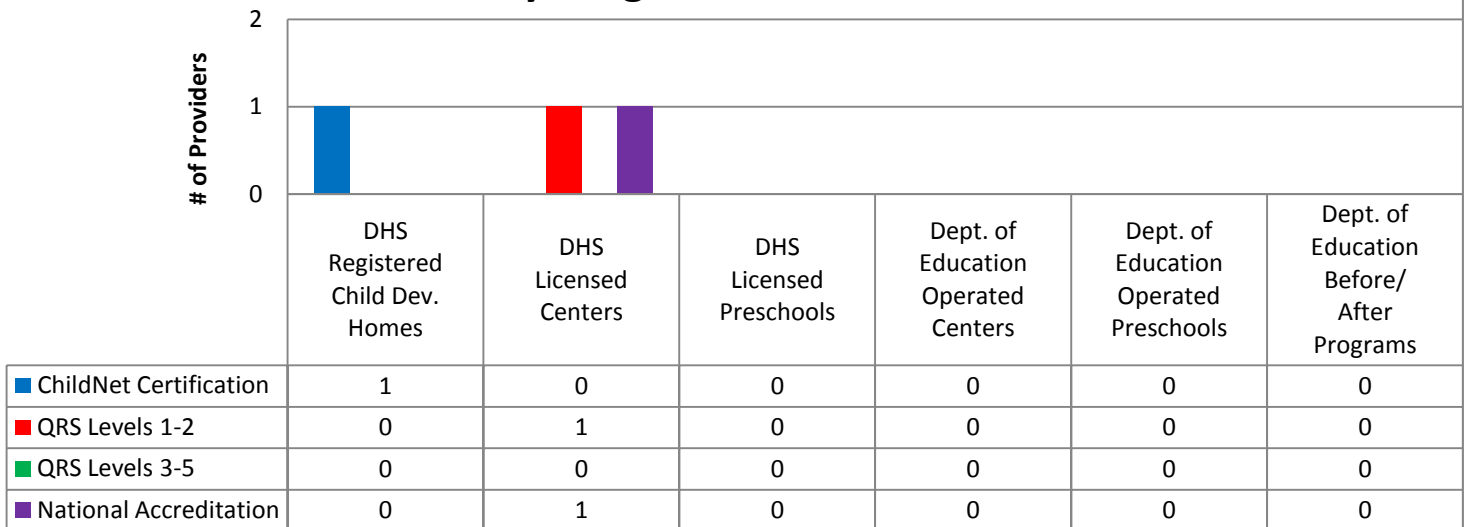 2
1
0
# of Providers
DHS
Registered
Child Dev.
Homes
DHS
Licensed
Centers
DHS
Licensed
Preschools
Dept. of
Education
Operated
Centers
Dept. of
Education
Operated
Preschools
Dept. of
Education
Before/
After
Programs
ChildNet Certification 1 0 0 0 0 0
QRS Levels 1-2 0 1 0 0 0 0
QRS Levels 3-5 0 0 0 0 0 0
National Accreditation 0 1 0 0 0 0